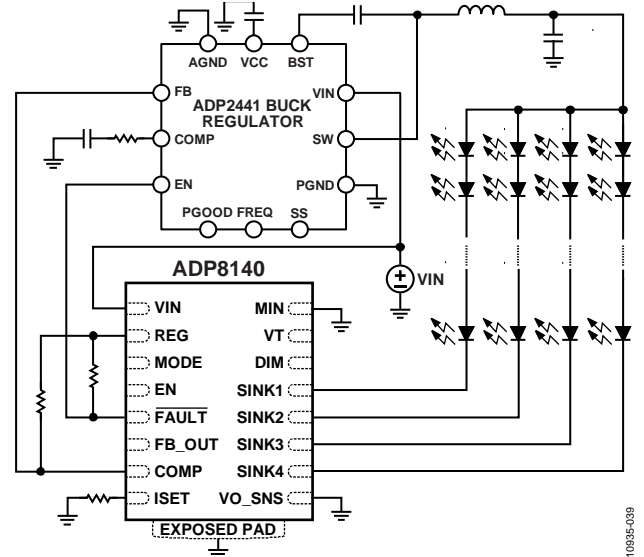 AGND VCC BST
FB
VIN
ADP2441 BUCK
REGULATOR
COMP
SW
EN
PGND
PGOOD FREQ SS
ADP8140
VIN
VIN
MIN
REG
VT
MODE
DIM
EN
SINK1
FAULT
SINK2
FB_OUT
SINK3
COMP
SINK4
ISET
VO_SNS
EXPOSED PAD
10935-039